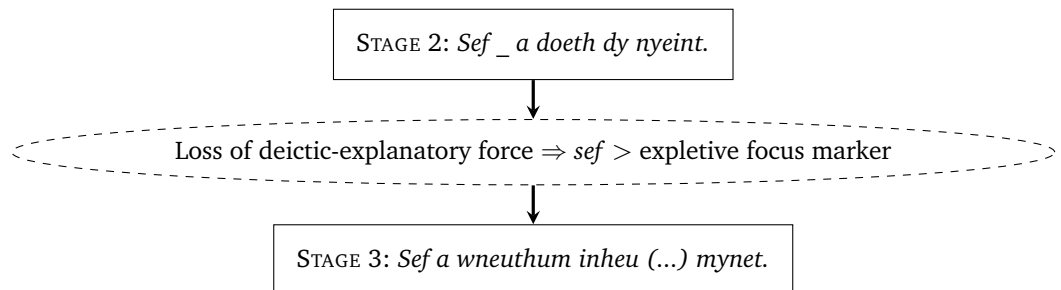 STAGE 2: Sef _ a doeth dy nyeint.
Loss of deictic-explanatory force ⇒ sef > expletive focus marker
STAGE 3: Sef a wneuthum inheu (...) mynet.